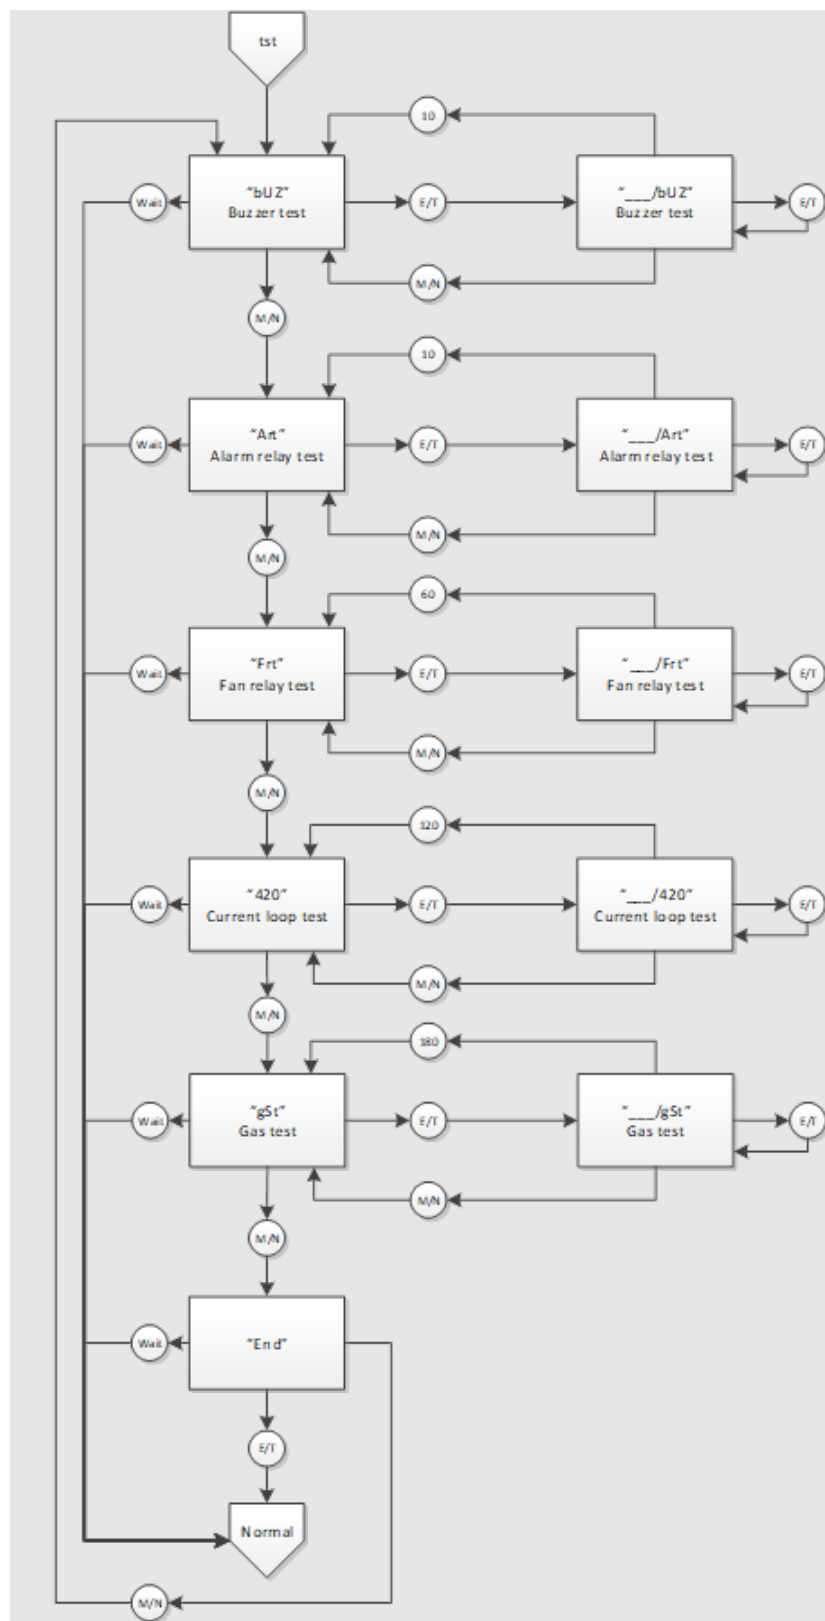 tst
10
“bUZ”
Buzzer test
Wait
E/T
“___/bUZ”
Buzzer test
E/T
M/N
M/N
10
“Art”
Alarm relay test
Wait
E/T
“___/Art”
Alarm relay test
E/T
M/N
M/N
60
“Frt”
Fan relay test
Wait
E/T
“___/Frt”
Fan relay test
E/T
M/N
M/N
120
“420”
Current loop test
Wait
E/T
“___/420”
Current loop test
E/T
M/N
M/N
180
“gSt”
Gas test
Wait
E/T
“___/gSt”
Gas test
E/T
M/N
M/N
Wait
“End”
E/T
Normal
M/N